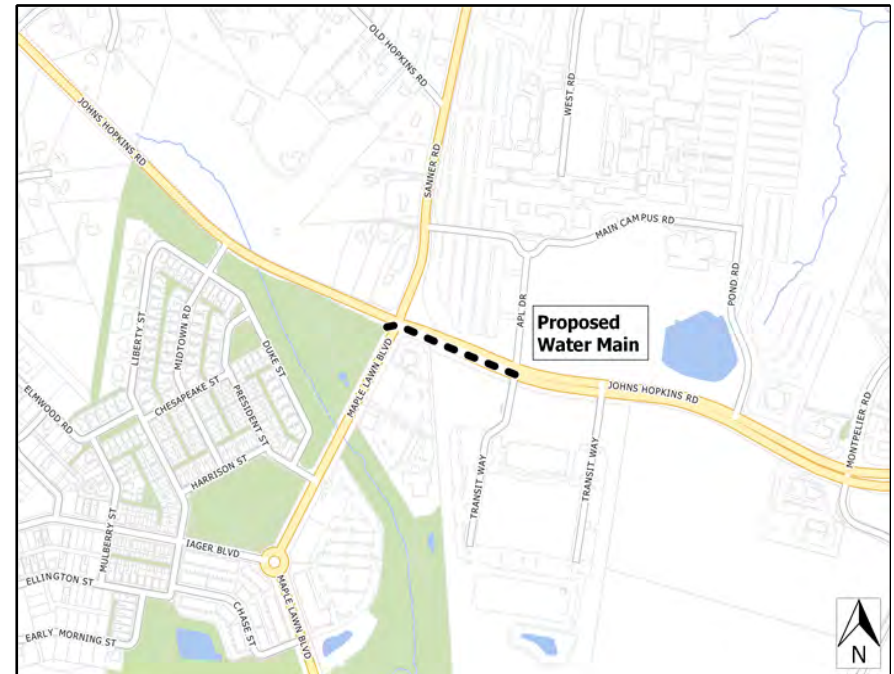 OLD HOPKINS RD
WEST RD
JOHNS HOPKINS RD
SANNER RD
MAIN CAMPUS RD
POND RD
APL DR
Proposed
Water Main
LIBERTY ST
MIDTOWN RD
DUKE ST
MAPLE LAWN BLVD
JOHNS HOPKINS RD
MONTPELIER RD
ELMWOOD RD
CHESAPEAKE ST
PRESIDENT ST
HARRISON ST
TRANSIT WAY
TRANSIT WAY
MULBERRY ST
IAGER BLVD
ELLINGTON ST
CHASE ST
MAPLE LAWN BLVD
EARLY MORNING ST
N